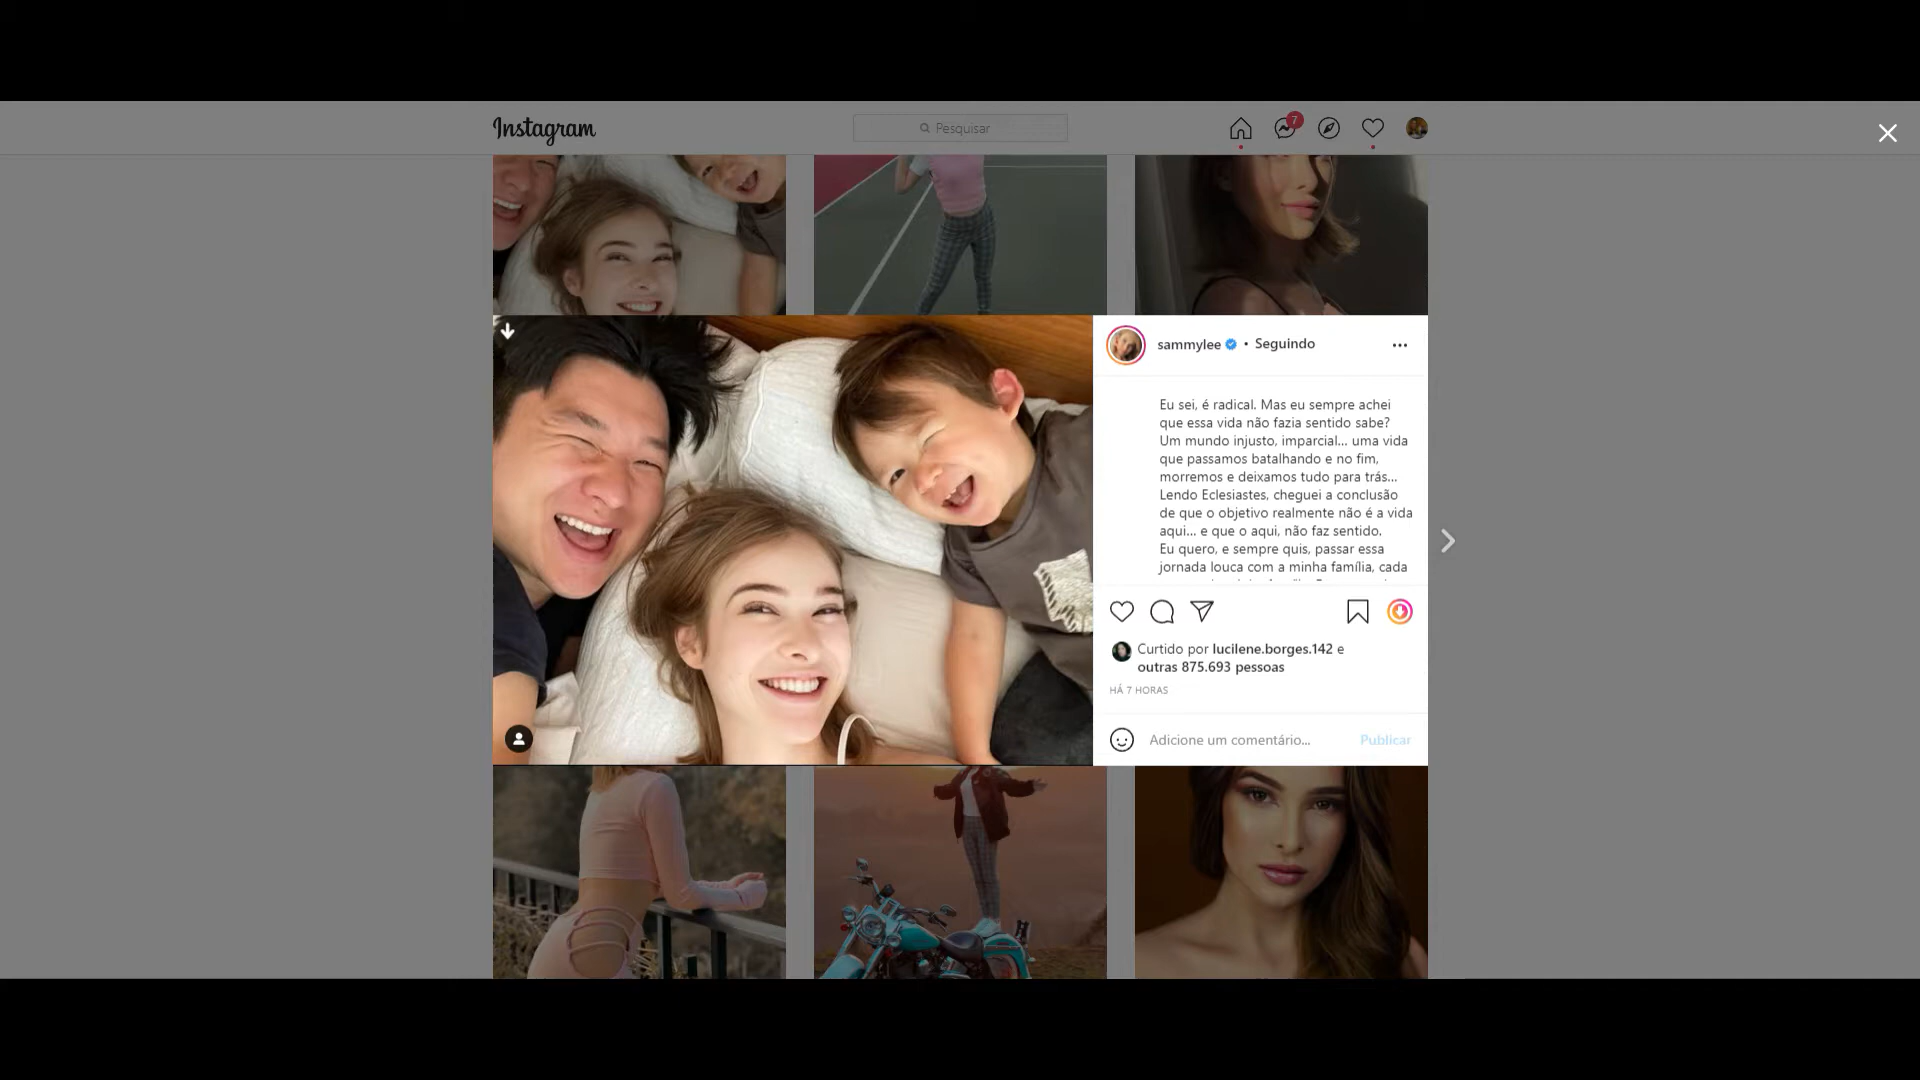 Instagram
Pesquisar
7
sammylee • Seguindo
Eu sei, é radical. Mas eu sempre achei
que essa vida não fazia sentido sabe?
Um mundo injusto, imparcial... uma vida
que passamos batalhando e no fim,
morremos e deixamos tudo para trás...
Lendo Eclesiastes, cheguei a conclusão
de que o objetivo realmente não é a vida
aqui... e que o aqui, não faz sentido.
Eu quero, e sempre quis, passar essa
jornada louca com a minha família, cada
Curtido por lucilene.borges.142 e
outras 875.693 pessoas
HÁ 7 HORAS
Adicione um comentário...
Publicar